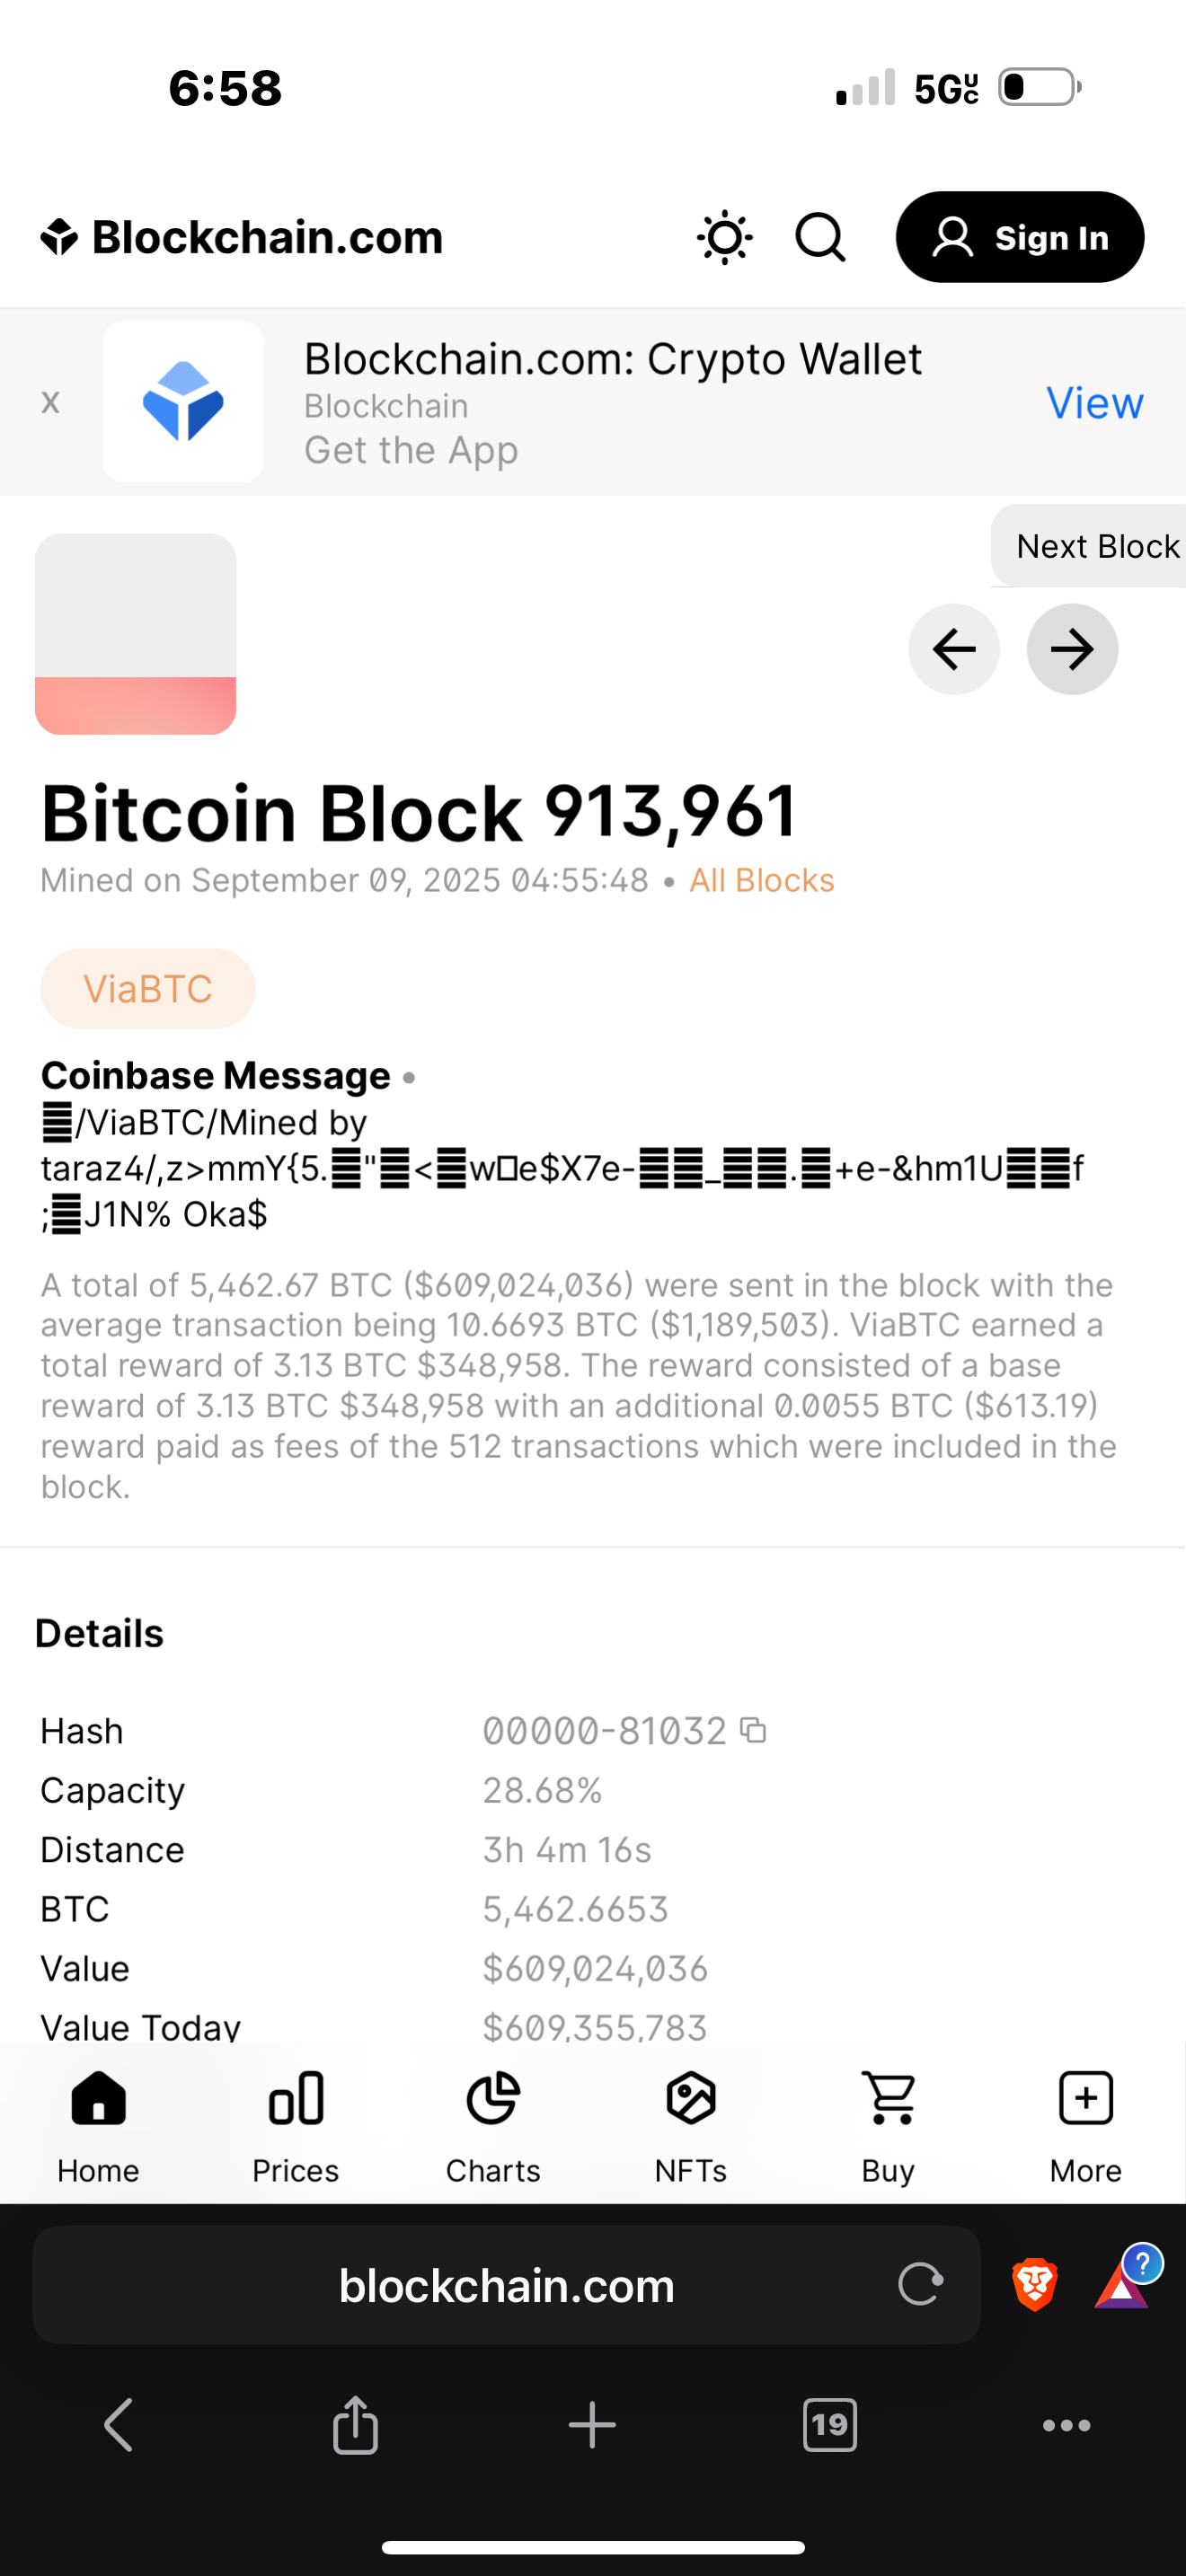 6:58
5G UC
Blockchain.com
Sign In
x
Blockchain.com: Crypto Wallet
Blockchain
Get the App
View
Next Block
Bitcoin Block 913,961
Mined on September 09, 2025 04:55:48 • All Blocks
ViaBTC
Coinbase Message •
/ViaBTC/Mined by
taraz4/,z>mmY{5."<w□e$X7e-_.+e-&hm1Uf
;J1N% Oka$
A total of 5,462.67 BTC ($609,024,036) were sent in the block with the
average transaction being 10.6693 BTC ($1,189,503). ViaBTC earned a
total reward of 3.13 BTC $348,958. The reward consisted of a base
reward of 3.13 BTC $348,958 with an additional 0.0055 BTC ($613.19)
reward paid as fees of the 512 transactions which were included in the
block.
Details
Hash 00000-81032
Capacity 28.68%
Distance 3h 4m 16s
BTC 5,462.6653
Value $609,024,036
Value Today $609,355,783
Home Prices Charts NFTs Buy More
blockchain.com
?
19